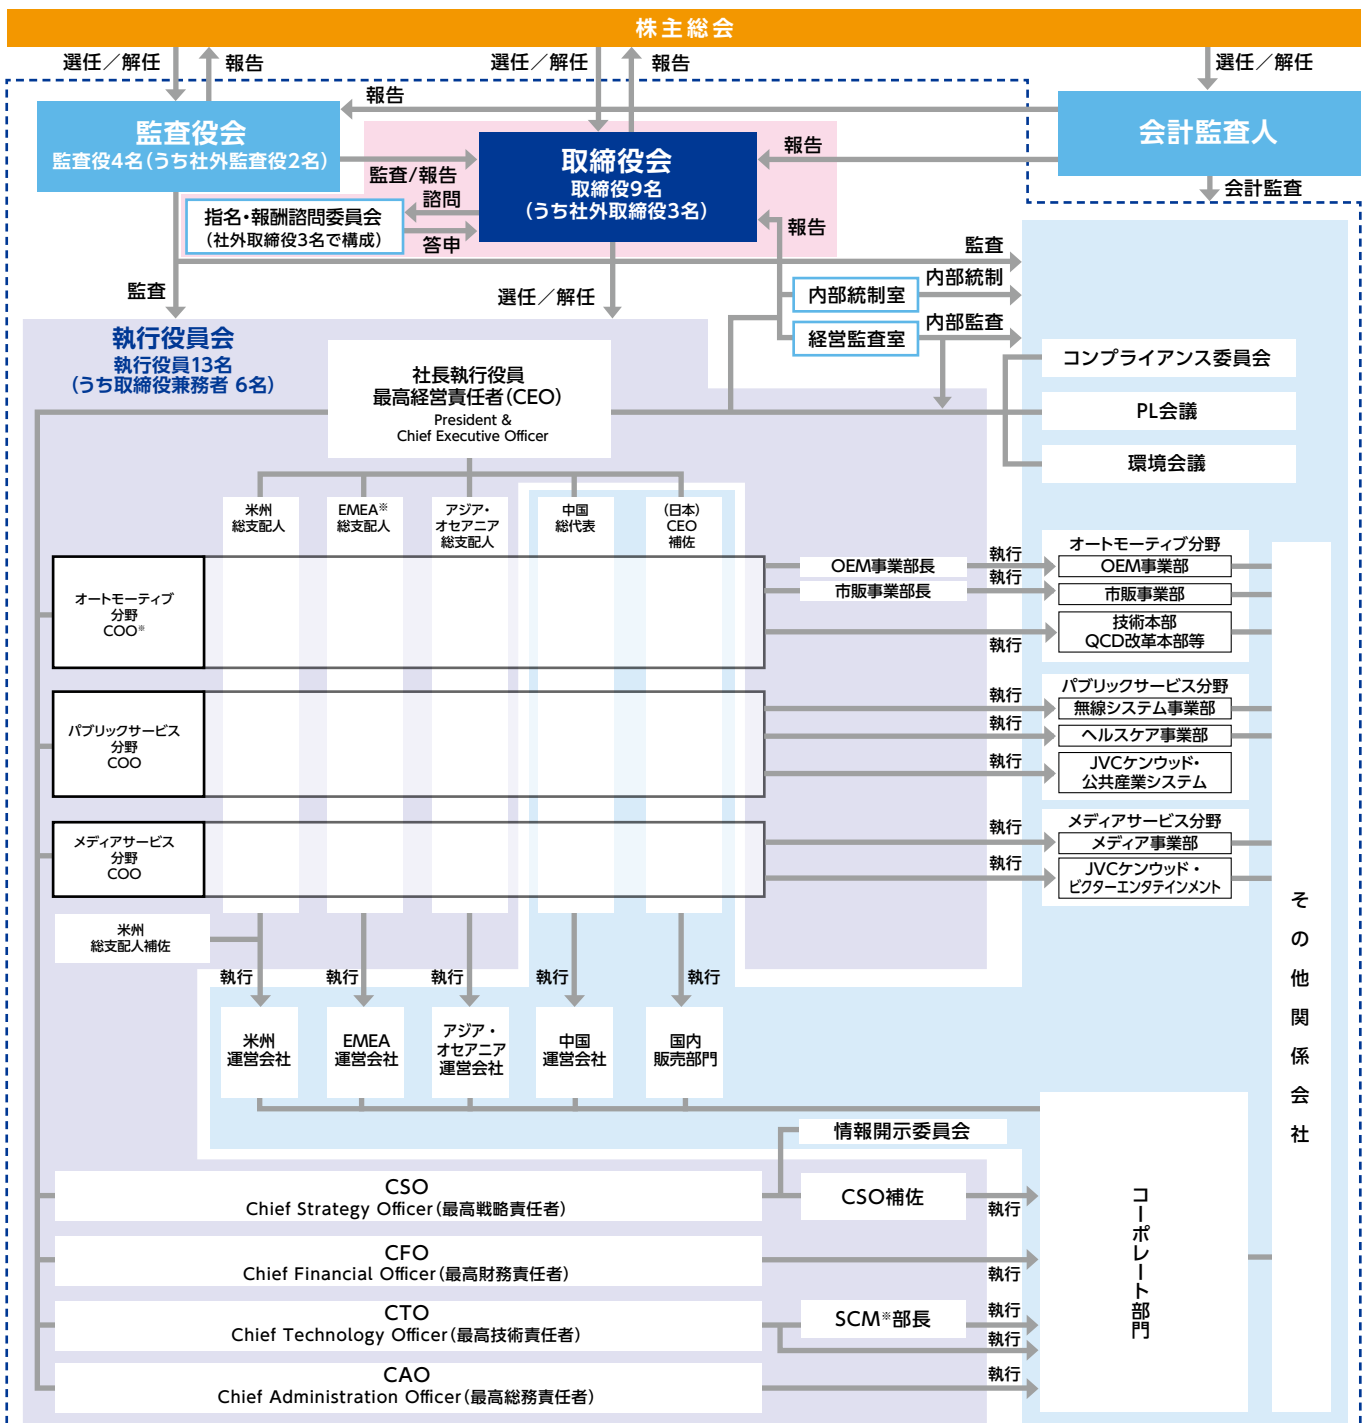 株主総会
選任／解任
報告
選任／解任
報告
選任／解任
報告
監査役会
監査役4名（うち社外監査役2名）
取締役会
取締役9名
（うち社外取締役3名）
会計監査人
報告
会計監査
監査/報告
諮問
指名・報酬諮問委員会
（社外取締役3名で構成）
答申
報告
監査
監査
選任／解任
内部統制室
内部統制
経営監査室
内部監査
執行役員会
執行役員13名
（うち取締役兼務者 6名）
社長執行役員
最高経営責任者（CEO）
President &
Chief Executive Officer
コンプライアンス委員会
PL会議
環境会議
米州
総支配人
EMEA※
総支配人
アジア・
オセアニア
総支配人
中国
総代表
（日本）
CEO
補佐
オートモーティブ
分野
COO※
OEM事業部長
執行
市販事業部長
執行
執行
オートモーティブ分野
OEM事業部
市販事業部
技術本部
QCD改革本部等
パブリックサービス
分野
COO
執行
執行
執行
パブリックサービス分野
無線システム事業部
ヘルスケア事業部
JVCケンウッド・
公共産業システム
メディアサービス
分野
COO
執行
執行
メディアサービス分野
メディア事業部
JVCケンウッド・
ビクターエンタテインメント
その他関係会社
米州
総支配人補佐
執行
執行
執行
執行
執行
米州
運営会社
EMEA
運営会社
アジア・
オセアニア
運営会社
中国
運営会社
国内
販売部門
情報開示委員会
CSO
Chief Strategy Officer（最高戦略責任者）
CSO補佐
執行
CFO
Chief Financial Officer（最高財務責任者）
執行
CTO
Chief Technology Officer（最高技術責任者）
SCM※部長
執行
執行
CAO
Chief Administration Officer（最高総務責任者）
執行
コーポレート部門